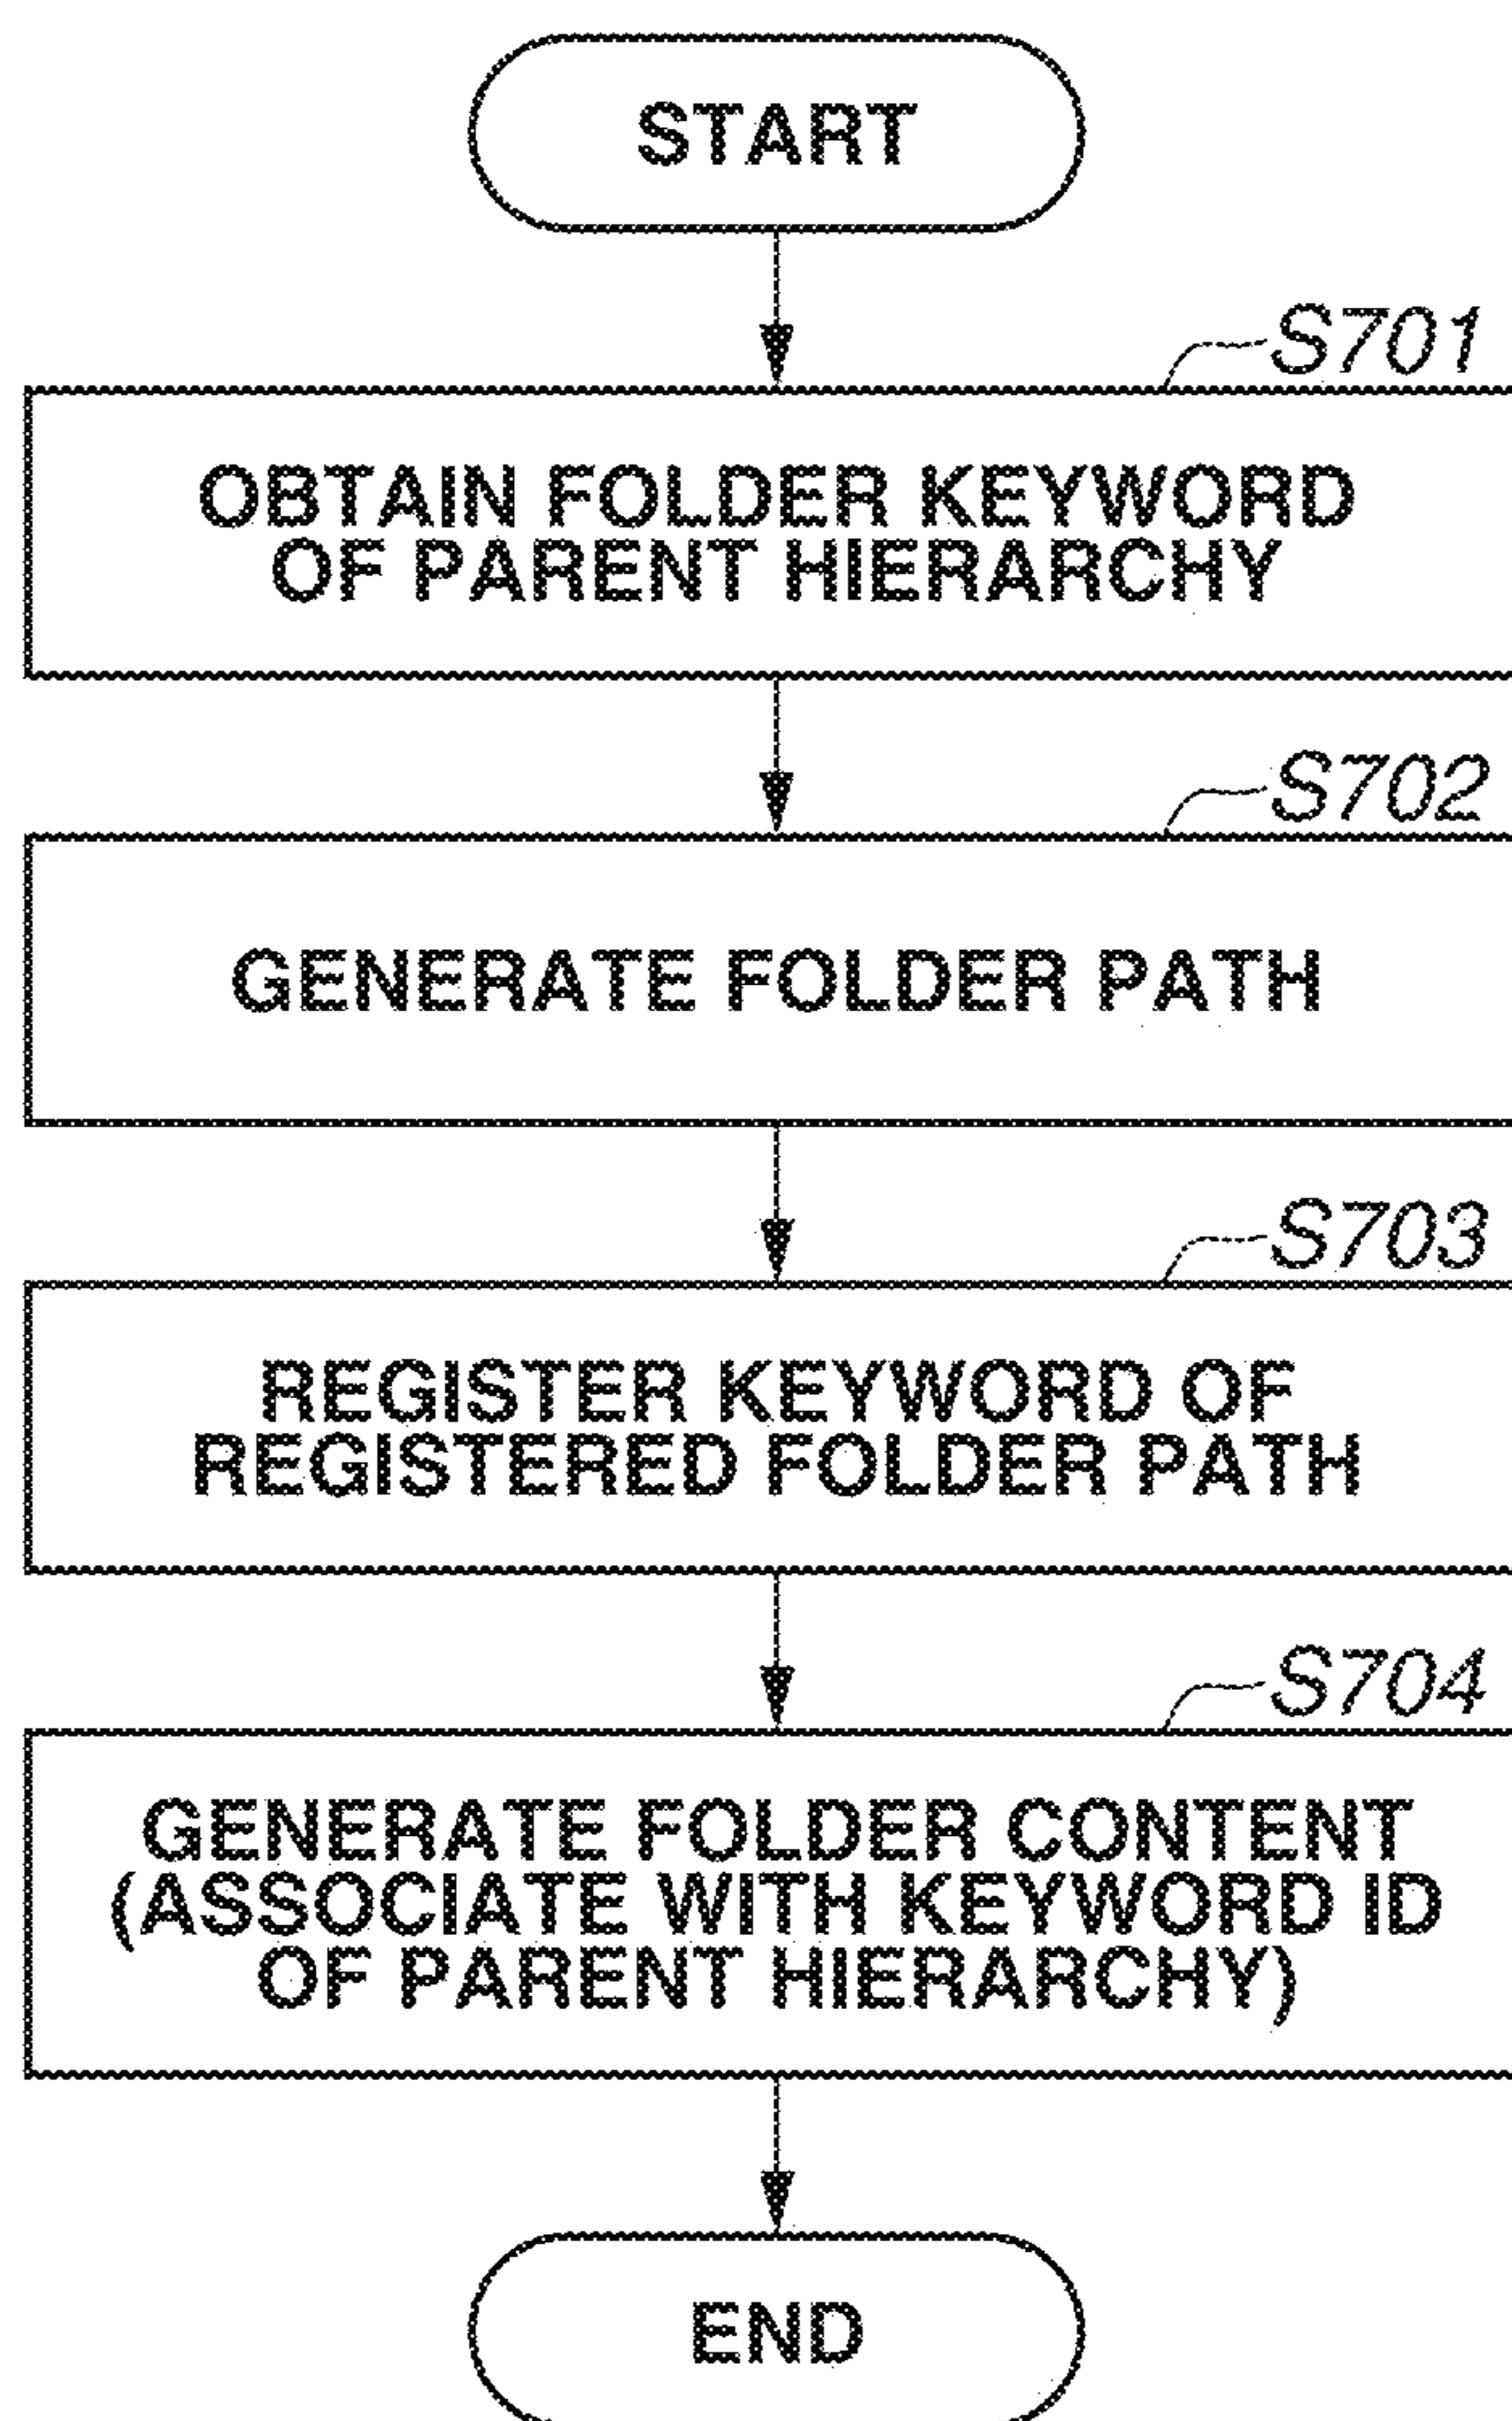 START
S701
OBTAIN FOLDER KEYWORD
OF PARENT HIERARCHY
S702
GENERATE FOLDER PATH
S703
REGISTER KEYWORD OF
REGISTERED FOLDER PATH
S704
GENERATE FOLDER CONTENT
(ASSOCIATE WITH KEYWORD ID
OF PARENT HIERARCHY)
END